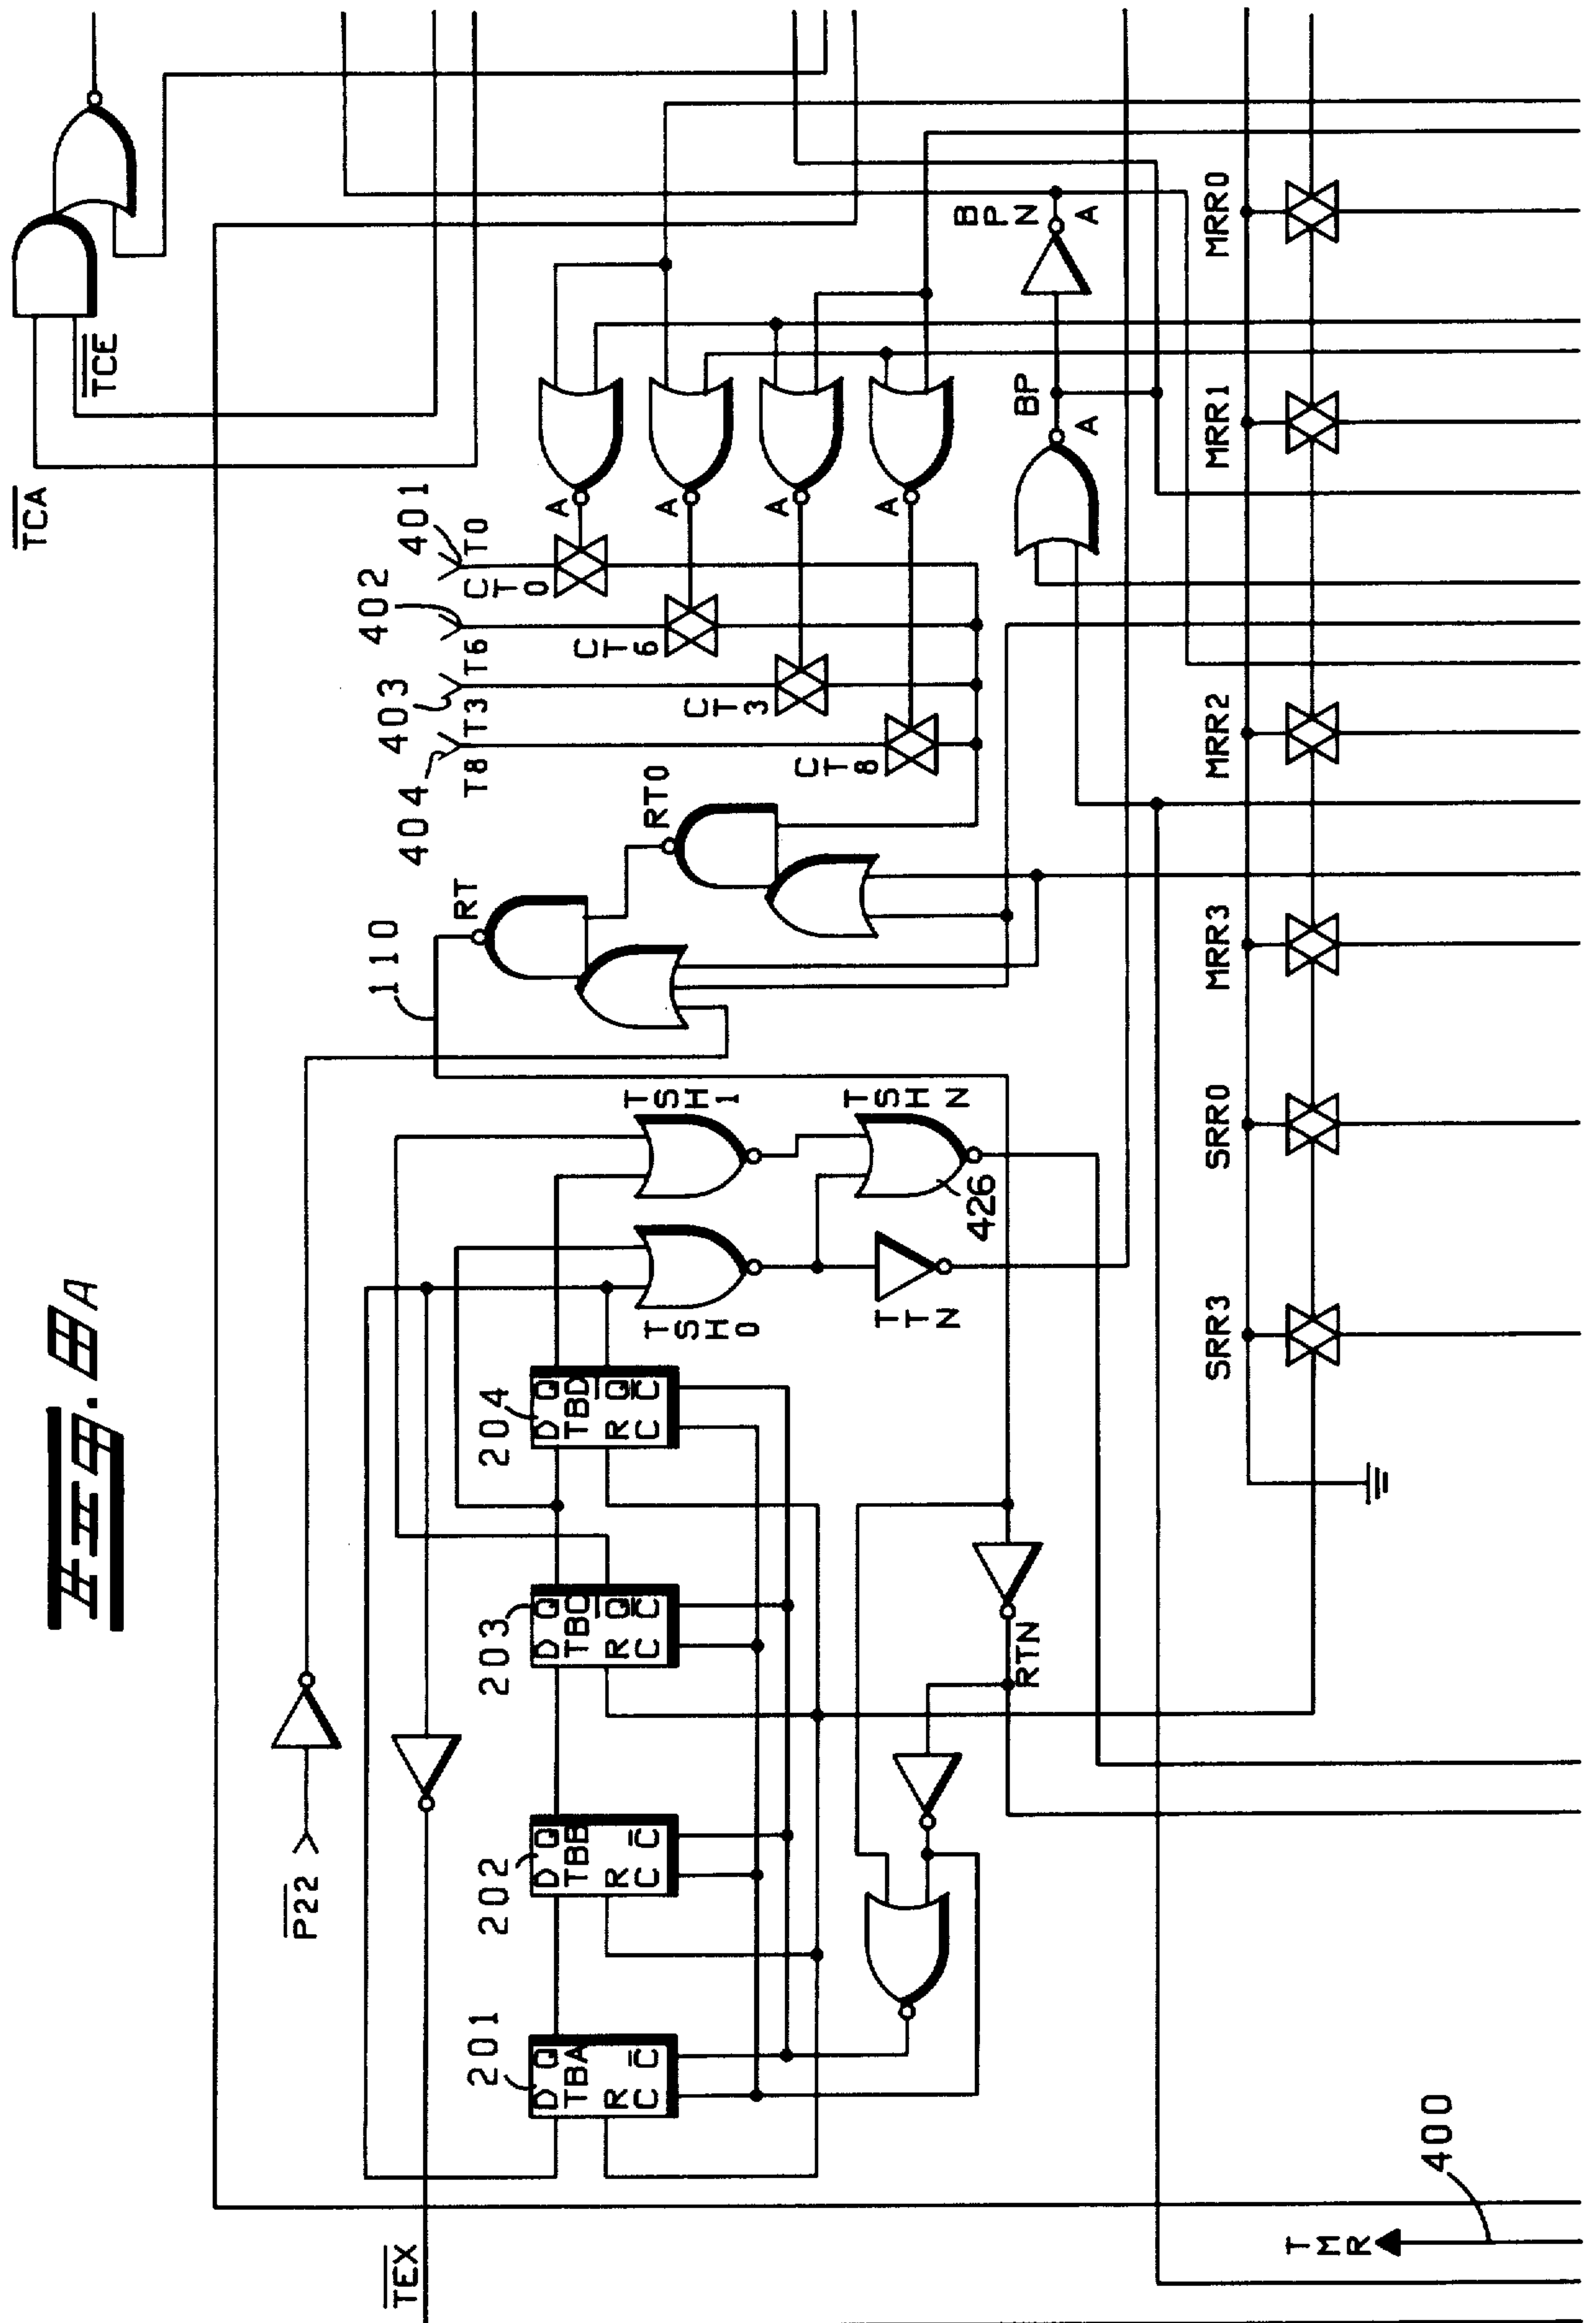 Fig. 8A
TCA
TCE
401
402
403
404
T0
T6
T3
T8
CT0
CT6
CT3
CT8
A
A
A
A
BPN
A
BP
A
RT0
RT
110
MRR0
MRR1
MRR2
MRR3
SRR0
SRR3
TSH1
TSHN
426
TSH0
TTN
204
D Q
TBD
R Q
C C
203
D Q
TBC
R Q
C C
202
D Q
TBB
R C
C
201
D Q
TBA
R C
C
P22
RTN
TEX
TMR
400